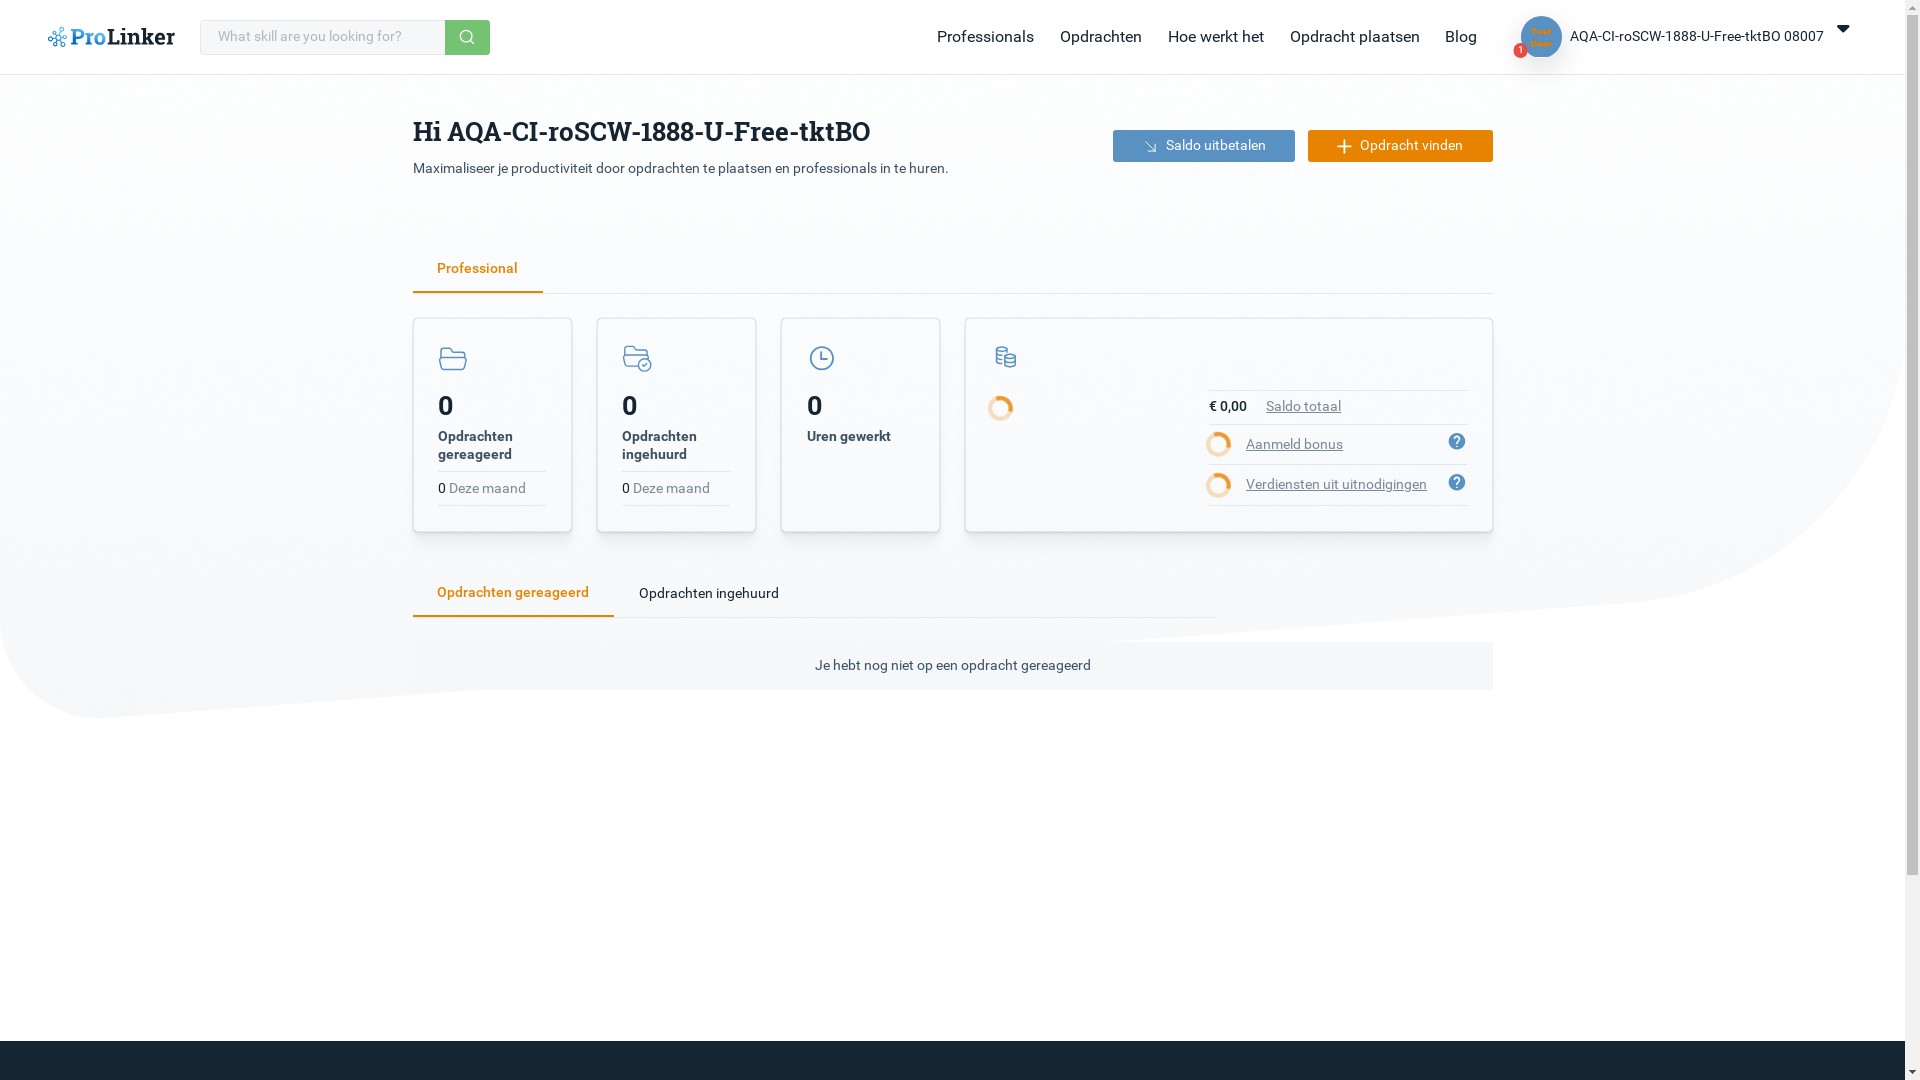 ProLinker
What skill are you looking for?
Professionals
Opdrachten
Hoe werkt het
Opdracht plaatsen
Blog
1
Test
User
AQA-CI-roSCW-1888-U-Free-tktBO 08007
Hi AQA-CI-roSCW-1888-U-Free-tktBO
Maximaliseer je productiviteit door opdrachten te plaatsen en professionals in te huren.
Saldo uitbetalen
Opdracht vinden
Professional
0
Opdrachten
gereageerd
0 Deze maand
0
Opdrachten
ingehuurd
0 Deze maand
0
Uren gewerkt
€ 0,00 Saldo totaal
Aanmeld bonus
?
Verdiensten uit uitnodigingen
?
Opdrachten gereageerd
Opdrachten ingehuurd
Je hebt nog niet op een opdracht gereageerd